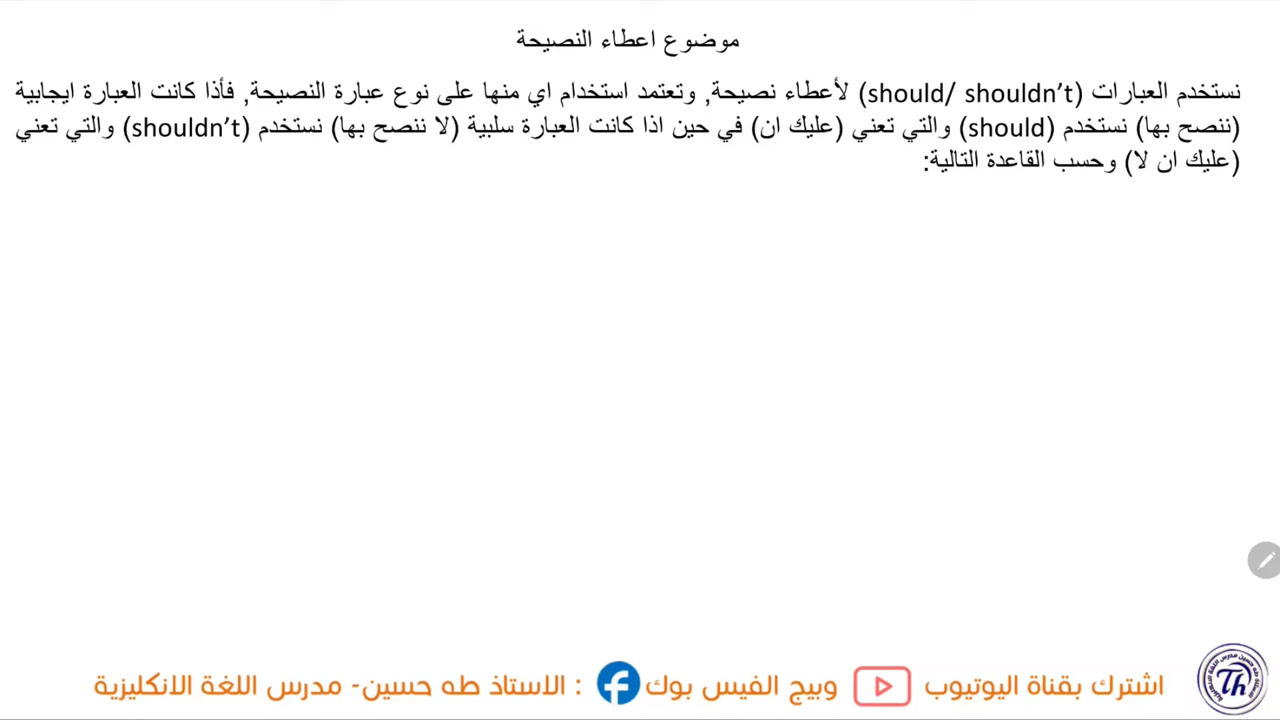 موضوع اعطاء النصيحة
نستخدم العبارات (should/ shouldn’t) لأعطاء نصيحة, وتعتمد استخدام اي منها على نوع عبارة النصيحة, فأذا كانت العبارة ايجابية
(ننصح بها) نستخدم (should) والتي تعني (عليك ان) في حين اذا كانت العبارة سلبية (لا ننصح بها) نستخدم (shouldn’t) والتي تعني
(عليك ان لا) وحسب القاعدة التالية:
اشترك بقناة اليوتيوب وبيج الفيس بوك : الاستاذ طه حسين- مدرس اللغة الانكليزية
Th